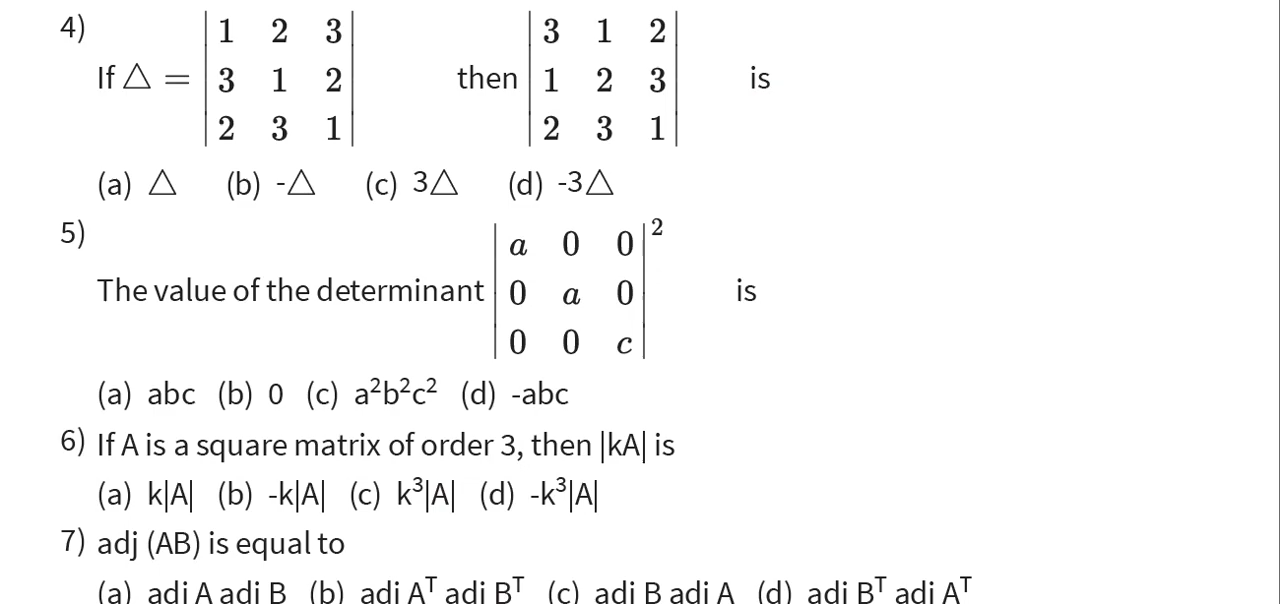 4)
If △ = | 1 2 3 | then | 3 1 2 | is
| 3 1 2 | | 1 2 3 |
| 2 3 1 | | 2 3 1 |
(a) △ (b) -△ (c) 3△ (d) -3△
5)
The value of the determinant | a 0 0 |² is
| 0 a 0 |
| 0 0 c |
(a) abc (b) 0 (c) a²b²c² (d) -abc
6) If A is a square matrix of order 3, then |kA| is
(a) k|A| (b) -k|A| (c) k³|A| (d) -k³|A|
7) adj (AB) is equal to
(a) adj A adj B (b) adj Aᵀ adj Bᵀ (c) adj B adj A (d) adj Bᵀ adj Aᵀ